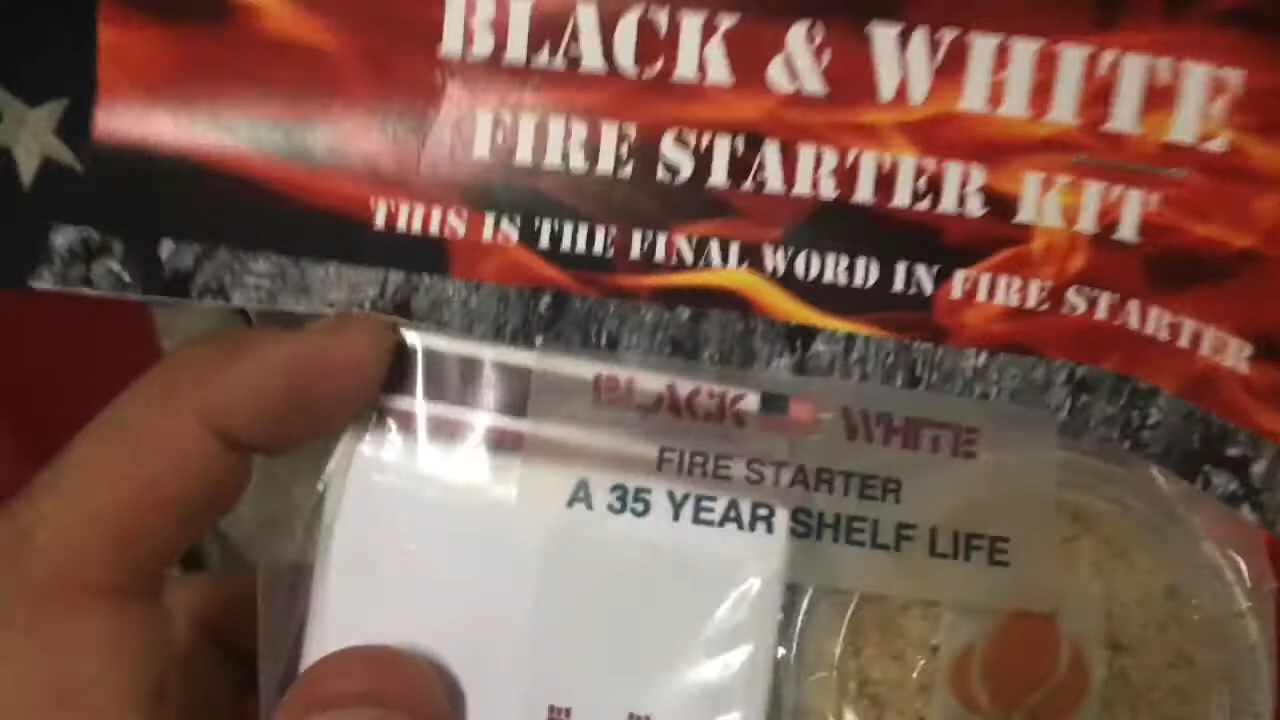 BLACK & WHITE
FIRE STARTER KIT
THIS IS THE FINAL WORD IN FIRE STARTER
BLACK WHITE
FIRE STARTER
A 35 YEAR SHELF LIFE